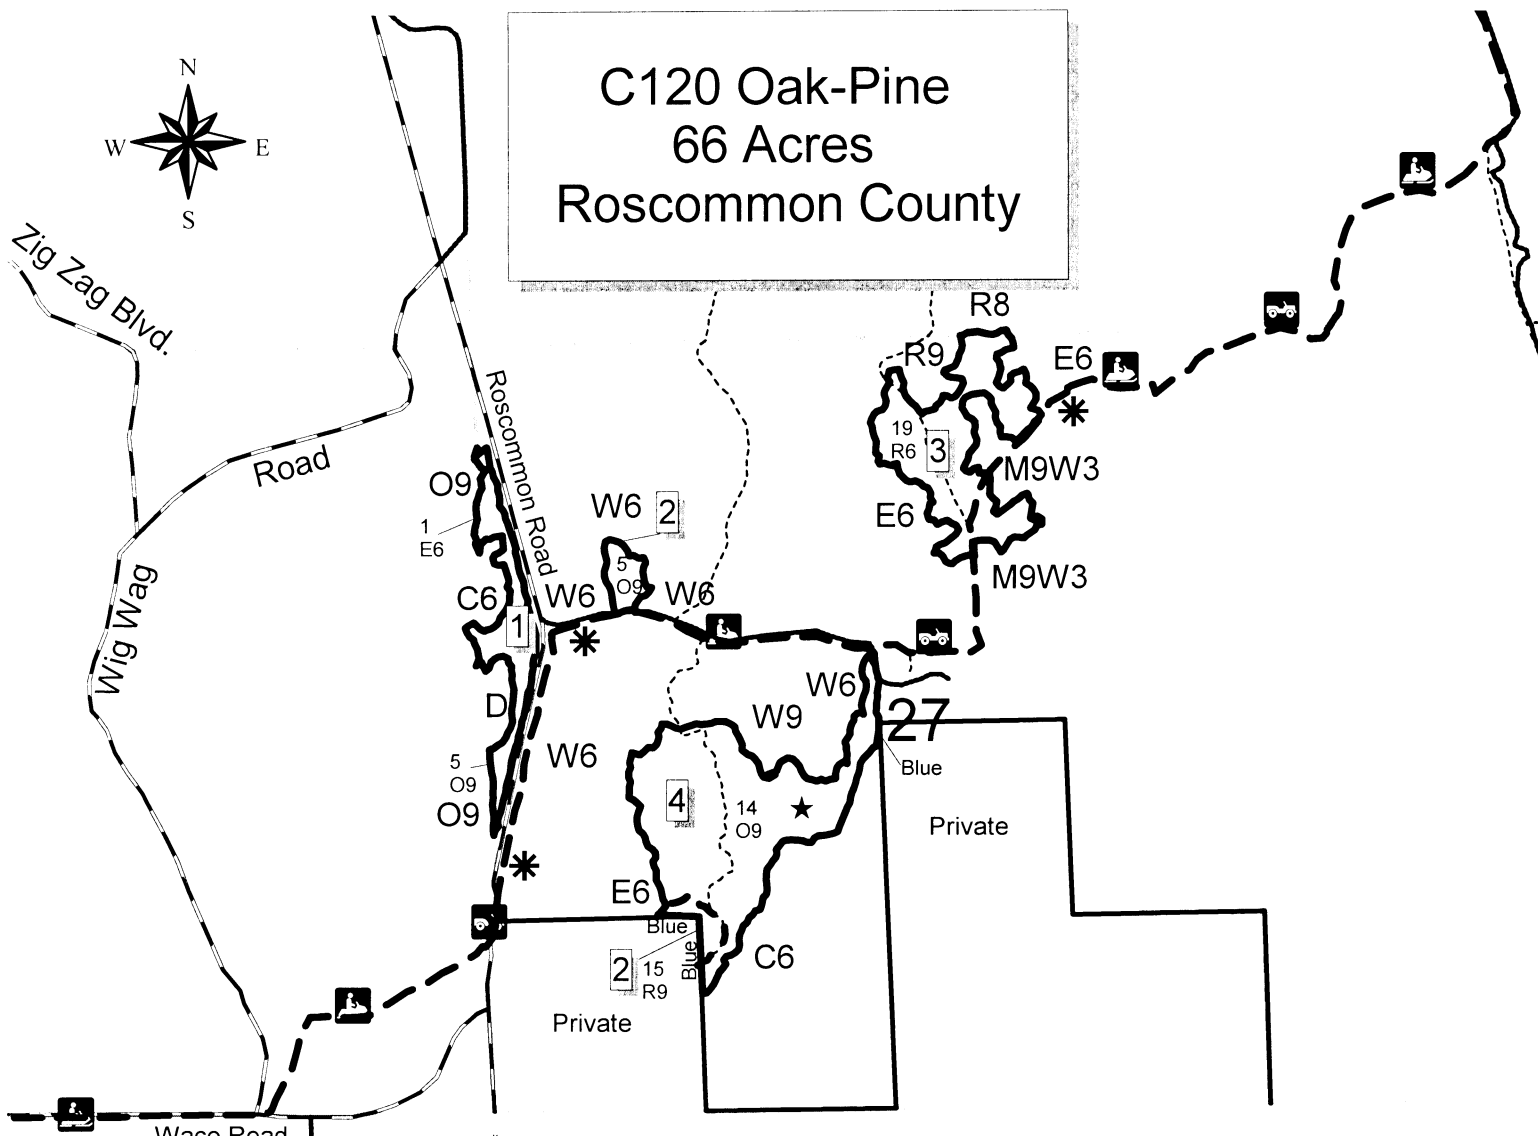 C120 Oak-Pine
66 Acres
Roscommon County
N
W E
S
Zig Zag Blvd.
R8
R9
E6
19
R6
3
Roscommon Road
Road
O9
1
E6
W6 2
M9W3
E6
5
O9
M9W3
Wig Wag
C6
W6
W6
1
W6
D
W9
27
W6
Blue
5
O9
4
14
O9
O9
Private
E6
Blue
Blue
C6
2
15
R9
Private
Waco Road